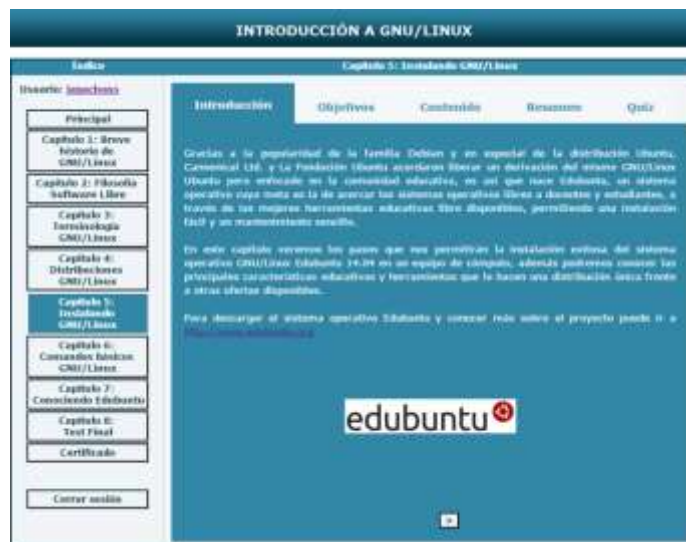 INTRODUCCIÓN A GNU/LINUX
Índice
Capítulo 5: Instalando GNU/Linux
Usuario:
Principal
Capítulo 1: Breve
historia de
GNU/Linux
Capítulo 2: Filosofía
Software Libre
Capítulo 3:
Terminología
GNU/Linux
Capítulo 4:
Distribuciones
GNU/Linux
Capítulo 5:
Instalando
GNU/Linux
Capítulo 6:
Comandos básicos
GNU/Linux
Capítulo 7:
Conociendo Edubuntu
Capítulo 8:
Test Final
Certificado
Cerrar sesión
Introducción
Objetivos
Contenido
Resumen
Quiz
Gracias a la popularidad de la familia Debian y en especial de la distribución Ubuntu,
Canonical Ltd. y La Fundación Ubuntu acordaron liberar un derivación del mismo GNU/Linux
Ubuntu pero enfocado en la comunidad educativa, es así que nace Edubuntu, un sistema
operativo cuya meta es la de acercar los sistemas operativos libres a docentes y estudiantes, a
través de las mejores herramientas educativas libre disponibles, permitiendo una instalación
fácil y un mantenimiento sencillo.
En este capítulo veremos los pasos que nos permitirán la instalación exitosa del sistema
operativo GNU/Linux Edubuntu 14.04 en un equipo de cómputo, además podremos conocer las
principales características educativas y herramientas que lo hacen una distribución única frente
a otras ofertas disponibles.
Para descargar el sistema operativo Edubuntu y conocer más sobre el proyecto puede ir a
edubuntu